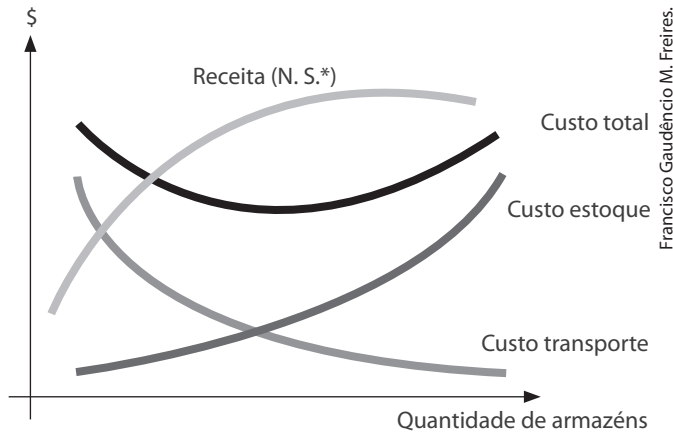 $
Receita (N. S.*)
Custo total
Custo estoque
Custo transporte
Quantidade de armazéns
Francisco Gaudêncio M. Freires.